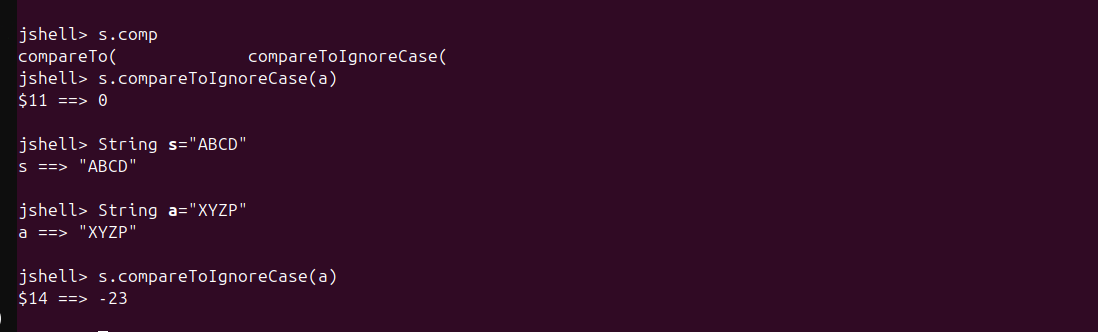 jshell> s.comp
compareTo(             compareToIgnoreCase(
jshell> s.compareToIgnoreCase(a)
$11 ==> 0
jshell> String s="ABCD"
s ==> "ABCD"
jshell> String a="XYZP"
a ==> "XYZP"
jshell> s.compareToIgnoreCase(a)
$14 ==> -23